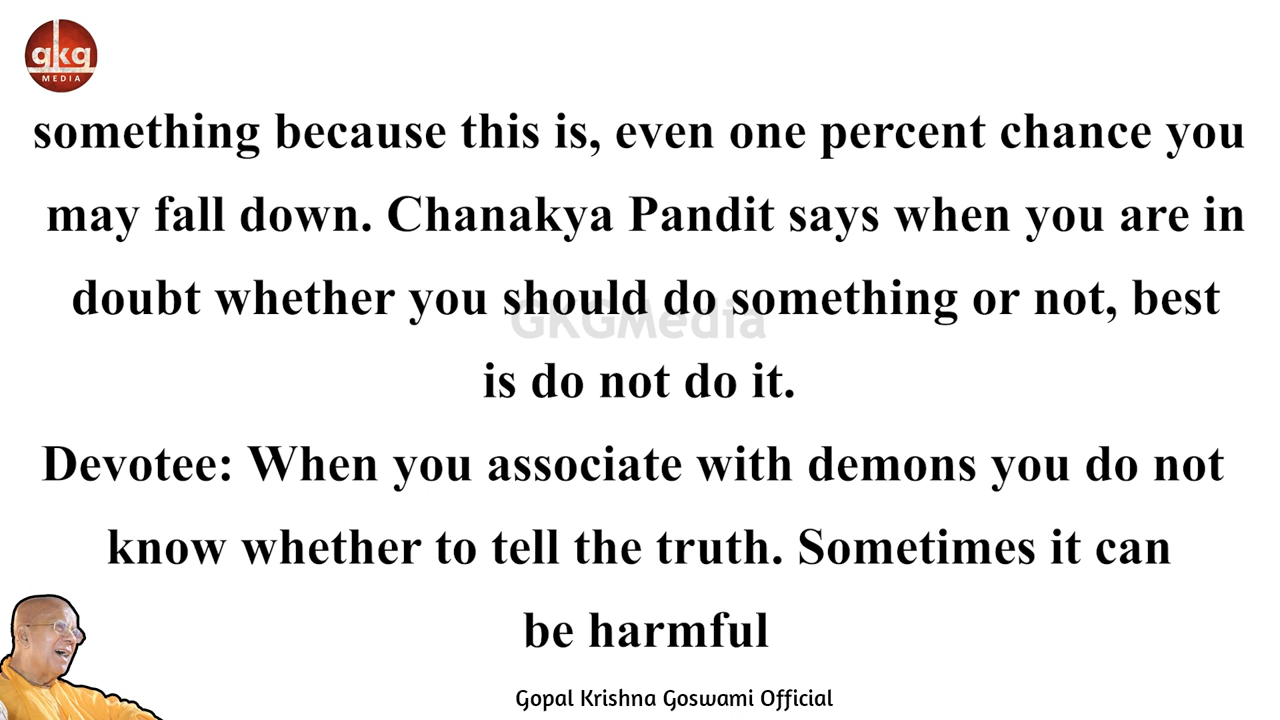 gkg
MEDIA
something because this is, even one percent chance you
may fall down. Chanakya Pandit says when you are in
doubt whether you should do something or not, best
GKGMedia
is do not do it.
Devotee: When you associate with demons you do not
know whether to tell the truth. Sometimes it can
be harmful
Gopal Krishna Goswami Official